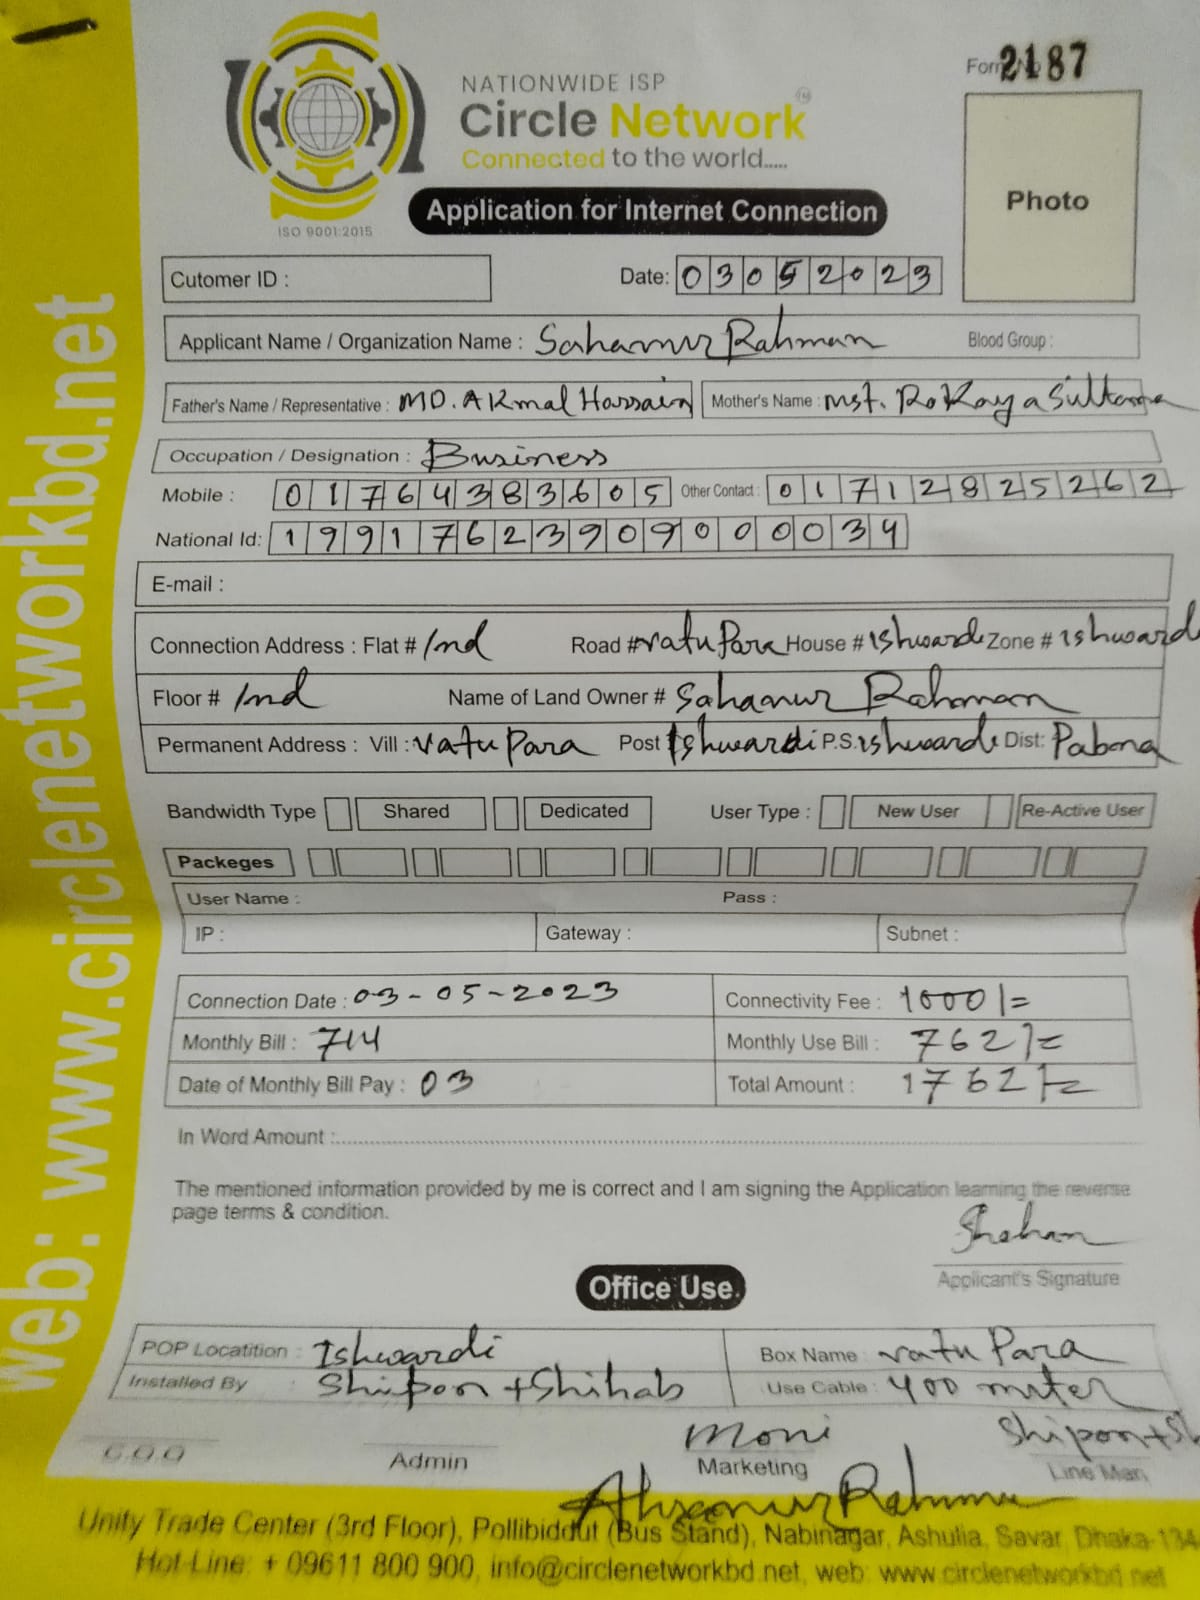 Form No 2187
NATIONWIDE ISP
Circle Network
Connected to the world.....
ISO 9001:2015
Application for Internet Connection
Photo
Cutomer ID :
Date: 03052023
Applicant Name / Organization Name : Sahanur Rahman Blood Group :
Father's Name / Representative : MD. AKmal Hossain Mother's Name : Mst. RoKaya Sultana
Occupation / Designation : Business
Mobile : 01764383605 Other Contact : 01712825262
National Id: 19917623909000034
E-mail :
Connection Address : Flat # Ind Road # vatu Para House # Ishwardi Zone # Ishwardi
Floor # Ind Name of Land Owner # Sahanur Rahman
Permanent Address : Vill : vatu Para Post Ishwardi P.S. Ishwardi Dist: Pabna
Bandwidth Type Shared Dedicated User Type : New User Re-Active User
Packeges
User Name : Pass :
IP : Gateway : Subnet :
Connection Date : 03-05-2023 Connectivity Fee : 1000/=
Monthly Bill : 714 Monthly Use Bill : 762/=
Date of Monthly Bill Pay : 03 Total Amount : 1762/=
In Word Amount :
The mentioned information provided by me is correct and I am signing the Application learning the reverse
page terms & condition.
Applicant's Signature
Office Use
POP Locatition : Ishwardi Box Name vatu Para
Installed By : Shipon + Shihab Use Cable : 400 miter
Moni Shipon + Sh
Admin Marketing Line Man
Unity Trade Center (3rd Floor), Pollibiddut (Bus Stand), Nabinagar, Ashulia, Savar, Dhaka-134
Hot-Line: + 09611 800 900, info@circlenetworkbd.net, web: www.circlenetworkbd.net
web: www.circlenetworkbd.net